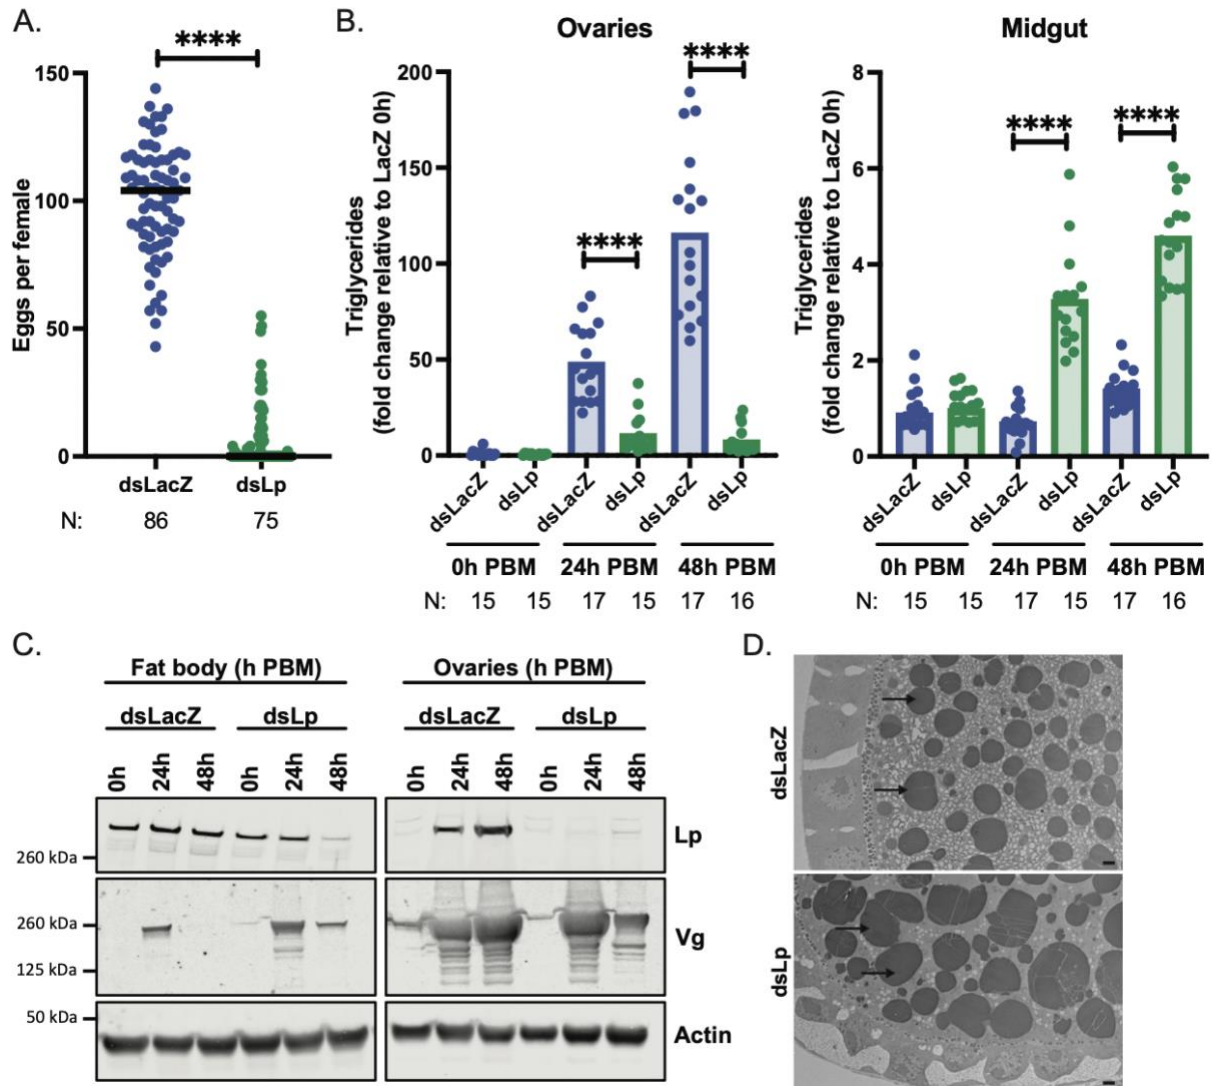 A.
****
Eggs per female
150
100
50
0
dsLacZ dsLp
N: 86 75
B.
Ovaries
Triglycerides
(fold change relative to LacZ 0h)
200
150
100
50
0
****
****
dsLacZ dsLp dsLacZ dsLp dsLacZ dsLp
0h PBM 24h PBM 48h PBM
N: 15 15 17 15 17 16
Midgut
Triglycerides
(fold change relative to LacZ 0h)
8
6
4
2
0
****
****
dsLacZ dsLp dsLacZ dsLp dsLacZ dsLp
0h PBM 24h PBM 48h PBM
N: 15 15 17 15 17 16
C.
Fat body (h PBM) Ovaries (h PBM)
dsLacZ dsLp dsLacZ dsLp
0h 24h 48h 0h 24h 48h 0h 24h 48h 0h 24h 48h
Lp
260 kDa
260 kDa
Vg
125 kDa
50 kDa
Actin
D.
dsLacZ
dsLp